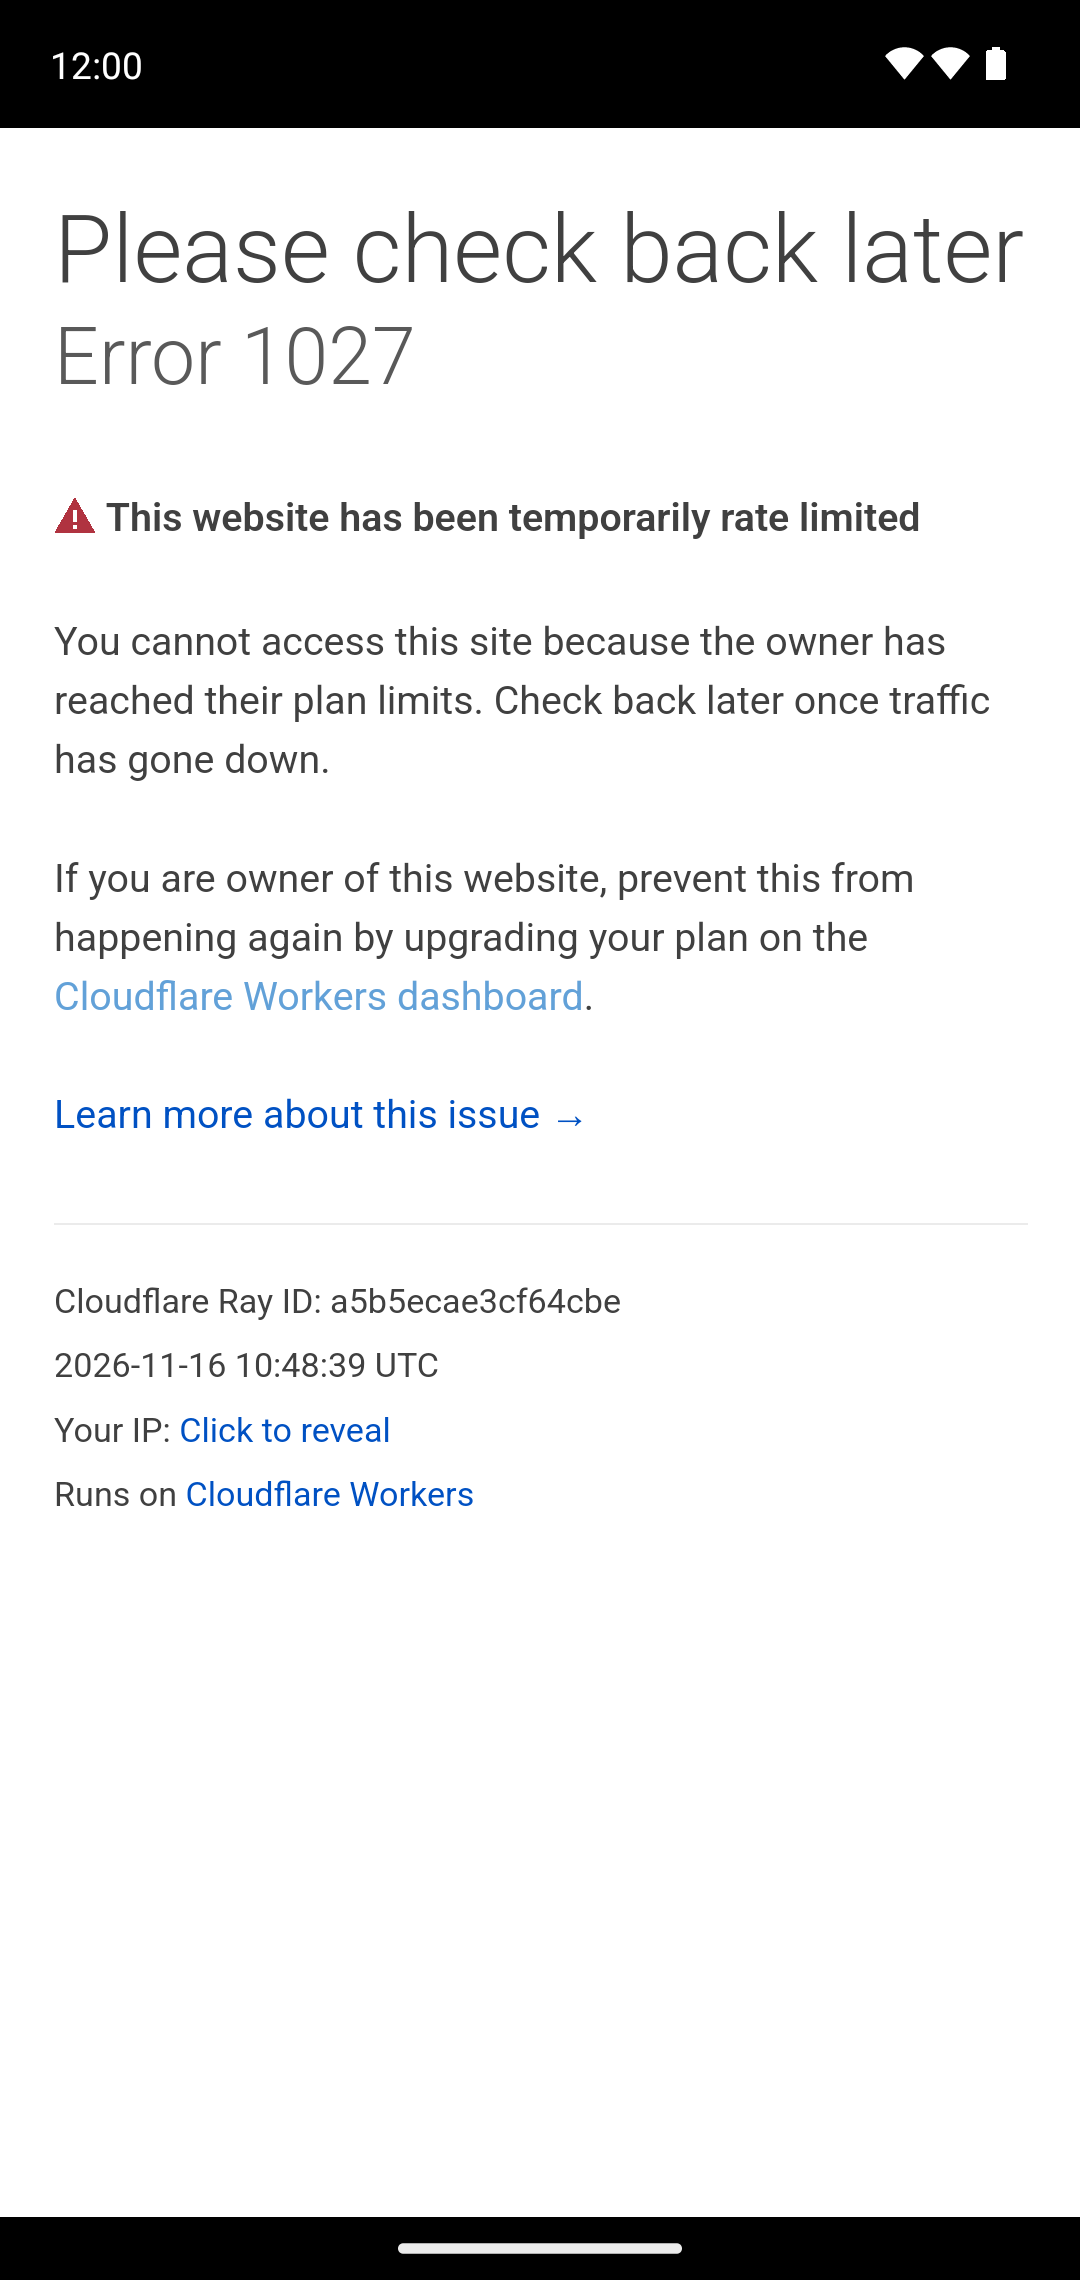 12:00
Please check back later
Error 1027
This website has been temporarily rate limited
You cannot access this site because the owner has
reached their plan limits. Check back later once traffic
has gone down.
If you are owner of this website, prevent this from
happening again by upgrading your plan on the
Cloudflare Workers dashboard.
Learn more about this issue →
Cloudflare Ray ID: a5b5ecae3cf64cbe
2026-11-16 10:48:39 UTC
Your IP: Click to reveal
Runs on Cloudflare Workers